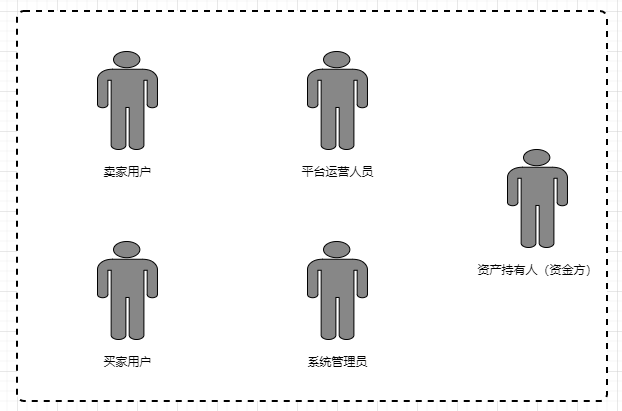 卖家用户
平台运营人员
资产持有人（资金方）
买家用户
系统管理员